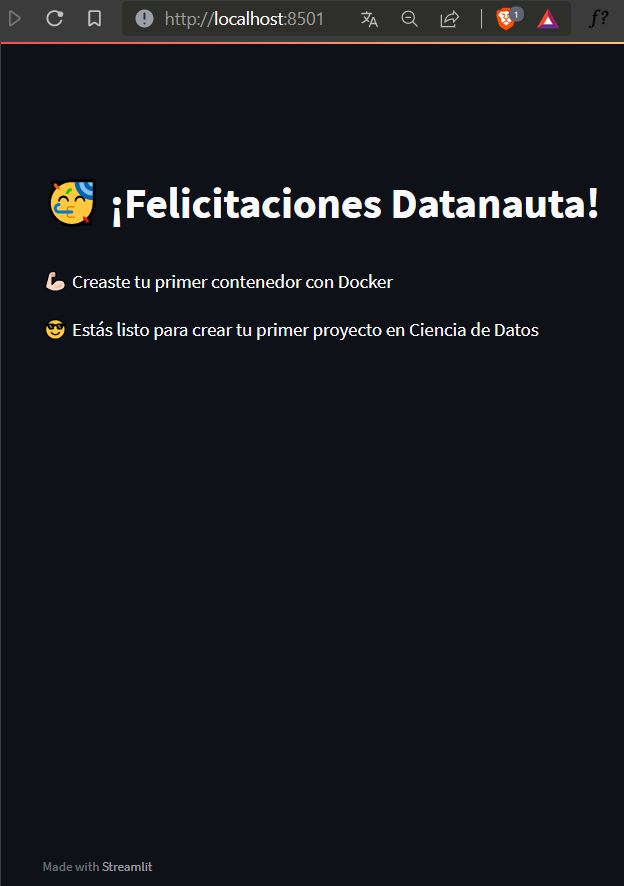 http://localhost:8501
1
ƒ?
🥳 ¡Felicitaciones Datanauta!
💪🏻 Creaste tu primer contenedor con Docker
😎 Estás listo para crear tu primer proyecto en Ciencia de Datos
Made with Streamlit